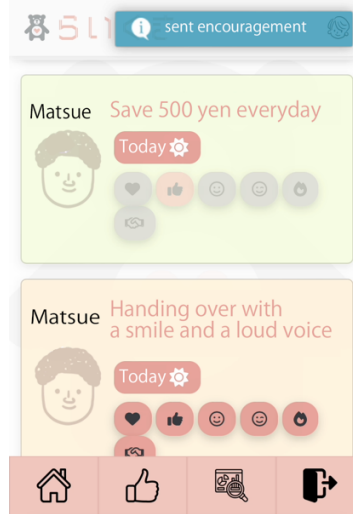 sent encouragement
Matsue
Save 500 yen everyday
Today
Matsue
Handing over with
a smile and a loud voice
Today